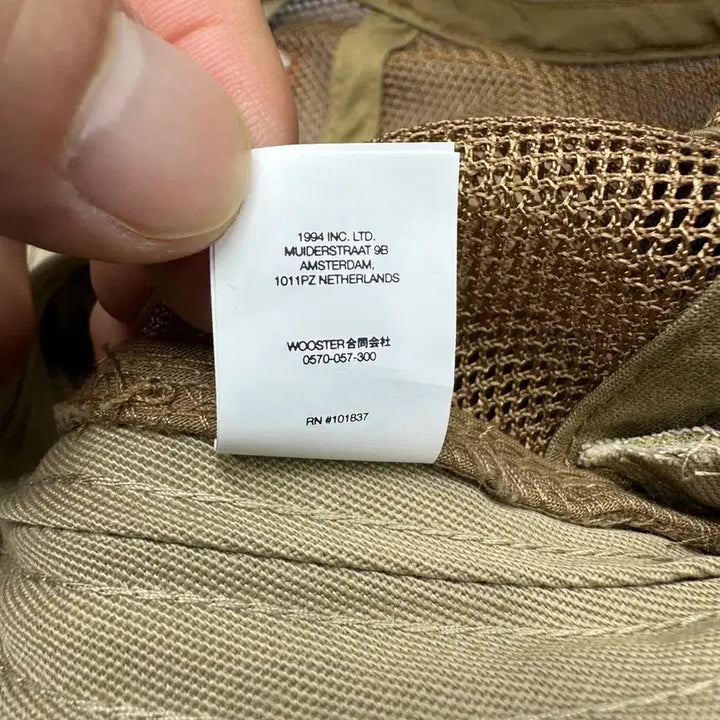 1994 INC. LTD.
MUIDERSTRAAT 9B
AMSTERDAM,
1011PZ NETHERLANDS
WOOSTER合同会社
0570-057-300
RN #101837